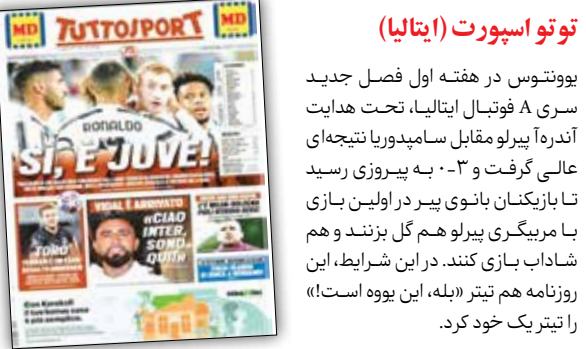 توتو اسپورت (ایتالیا)
یوونتوس در هفته اول فصل جدید
سری A فوتبال ایتالیا، تحت هدایت
آندره‌آ پیرلو مقابل سامپدوریا نتیجه‌ای
عالی گرفت و ۳-۰ به پیروزی رسید
تا بازیکنان بانوی پیر در اولین بازی
با مربیگری پیرلو هم گل بزنند و هم
شاداب بازی کنند. در این شرایط، این
روزنامه هم تیتر «بله، این یووه است!»
را تیتر یک خود کرد.
MD
TUTTOSPORT
MD
RONALDO
SÌ, È JUVE!
VIDAL È ARRIVATO
«CIAO
INTER,
SONO
QUI»
TORO